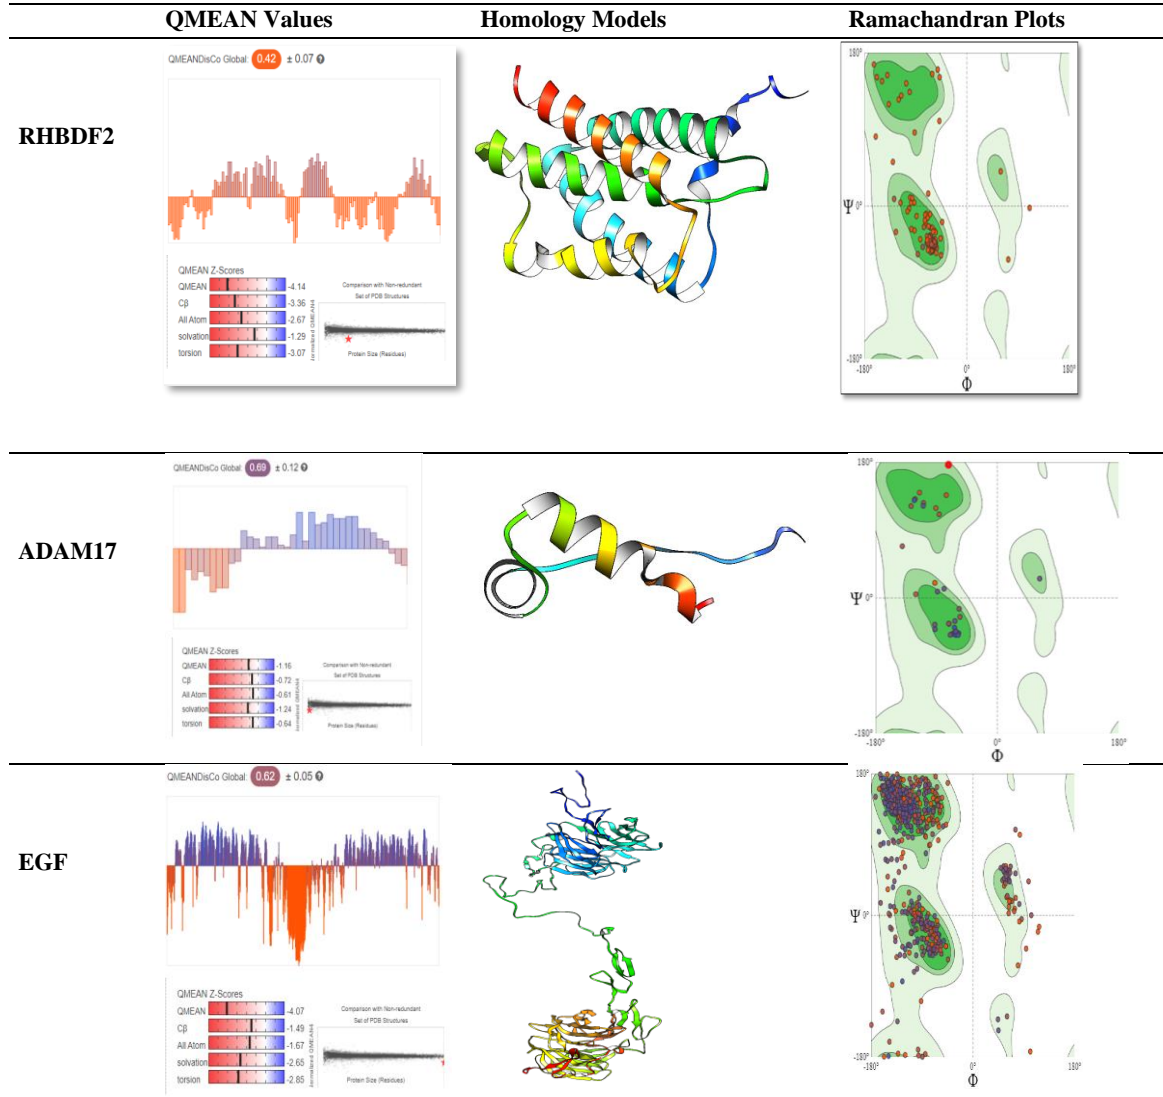 QMEAN Values Homology Models Ramachandran Plots
RHBDF2
QMEANDisCo Global: 0.42 ± 0.07
QMEAN Z-Scores
QMEAN -4.14
Cβ -3.36
All Atom -2.67
solvation -1.29
torsion -3.07
Comparison with Non-redundant
Set of PDB Structures
normalized QMEAN4
Protein Size (Residues)
180°
Ψ 0°
-180°
-180° 0° 180°
Φ
ADAM17
QMEANDisCo Global: 0.69 ± 0.12
QMEAN Z-Scores
QMEAN -1.16
Cβ -0.72
All Atom -0.61
solvation -1.24
torsion -0.64
Comparison with Non-redundant
Set of PDB Structures
normalized QMEAN4
Protein Size (Residues)
180°
Ψ 0°
-180°
-180° 0° 180°
Φ
EGF
QMEANDisCo Global: 0.62 ± 0.05
QMEAN Z-Scores
QMEAN -4.07
Cβ -1.49
All Atom -1.67
solvation -2.65
torsion -2.85
Comparison with Non-redundant
Set of PDB Structures
normalized QMEAN4
Protein Size (Residues)
180°
Ψ 0°
-180°
-180° 0° 180°
Φ